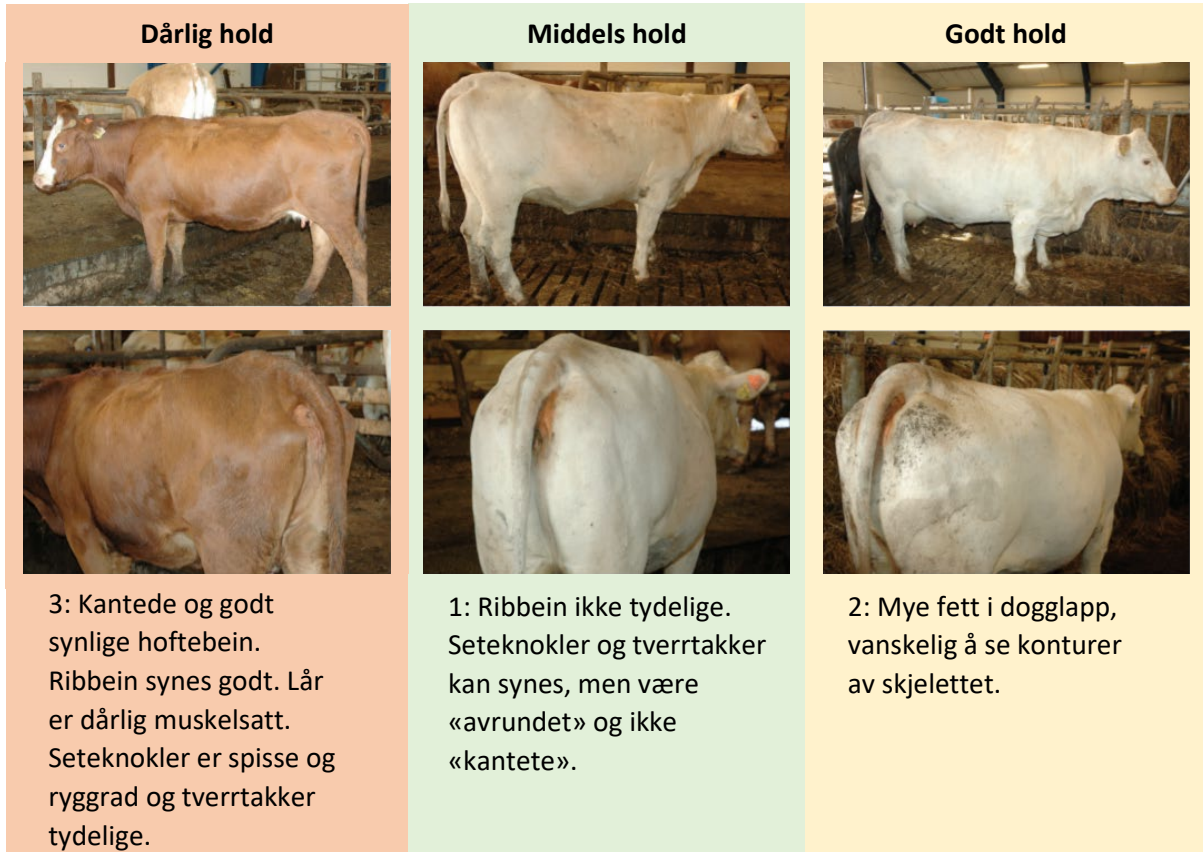 Dårlig hold
Middels hold
Godt hold
3: Kantede og godt
synlige hoftebein.
Ribbein synes godt. Lår
er dårlig muskelsatt.
Seteknokler er spisse og
ryggrad og tverrtakker
tydelige.
1: Ribbein ikke tydelige.
Seteknokler og tverrtakker
kan synes, men være
«avrundet» og ikke
«kantete».
2: Mye fett i dogglapp,
vanskelig å se konturer
av skjelettet.